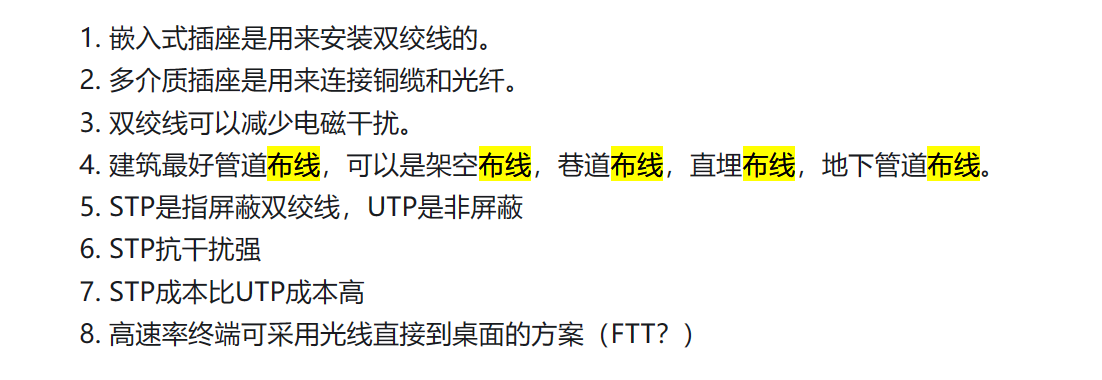 1. 嵌入式插座是用来安装双绞线的。
2. 多介质插座是用来连接铜缆和光纤。
3. 双绞线可以减少电磁干扰。
4. 建筑最好管道布线，可以是架空布线，巷道布线，直埋布线，地下管道布线。
5. STP是指屏蔽双绞线，UTP是非屏蔽
6. STP抗干扰强
7. STP成本比UTP成本高
8. 高速率终端可采用光线直接到桌面的方案（FTT？）